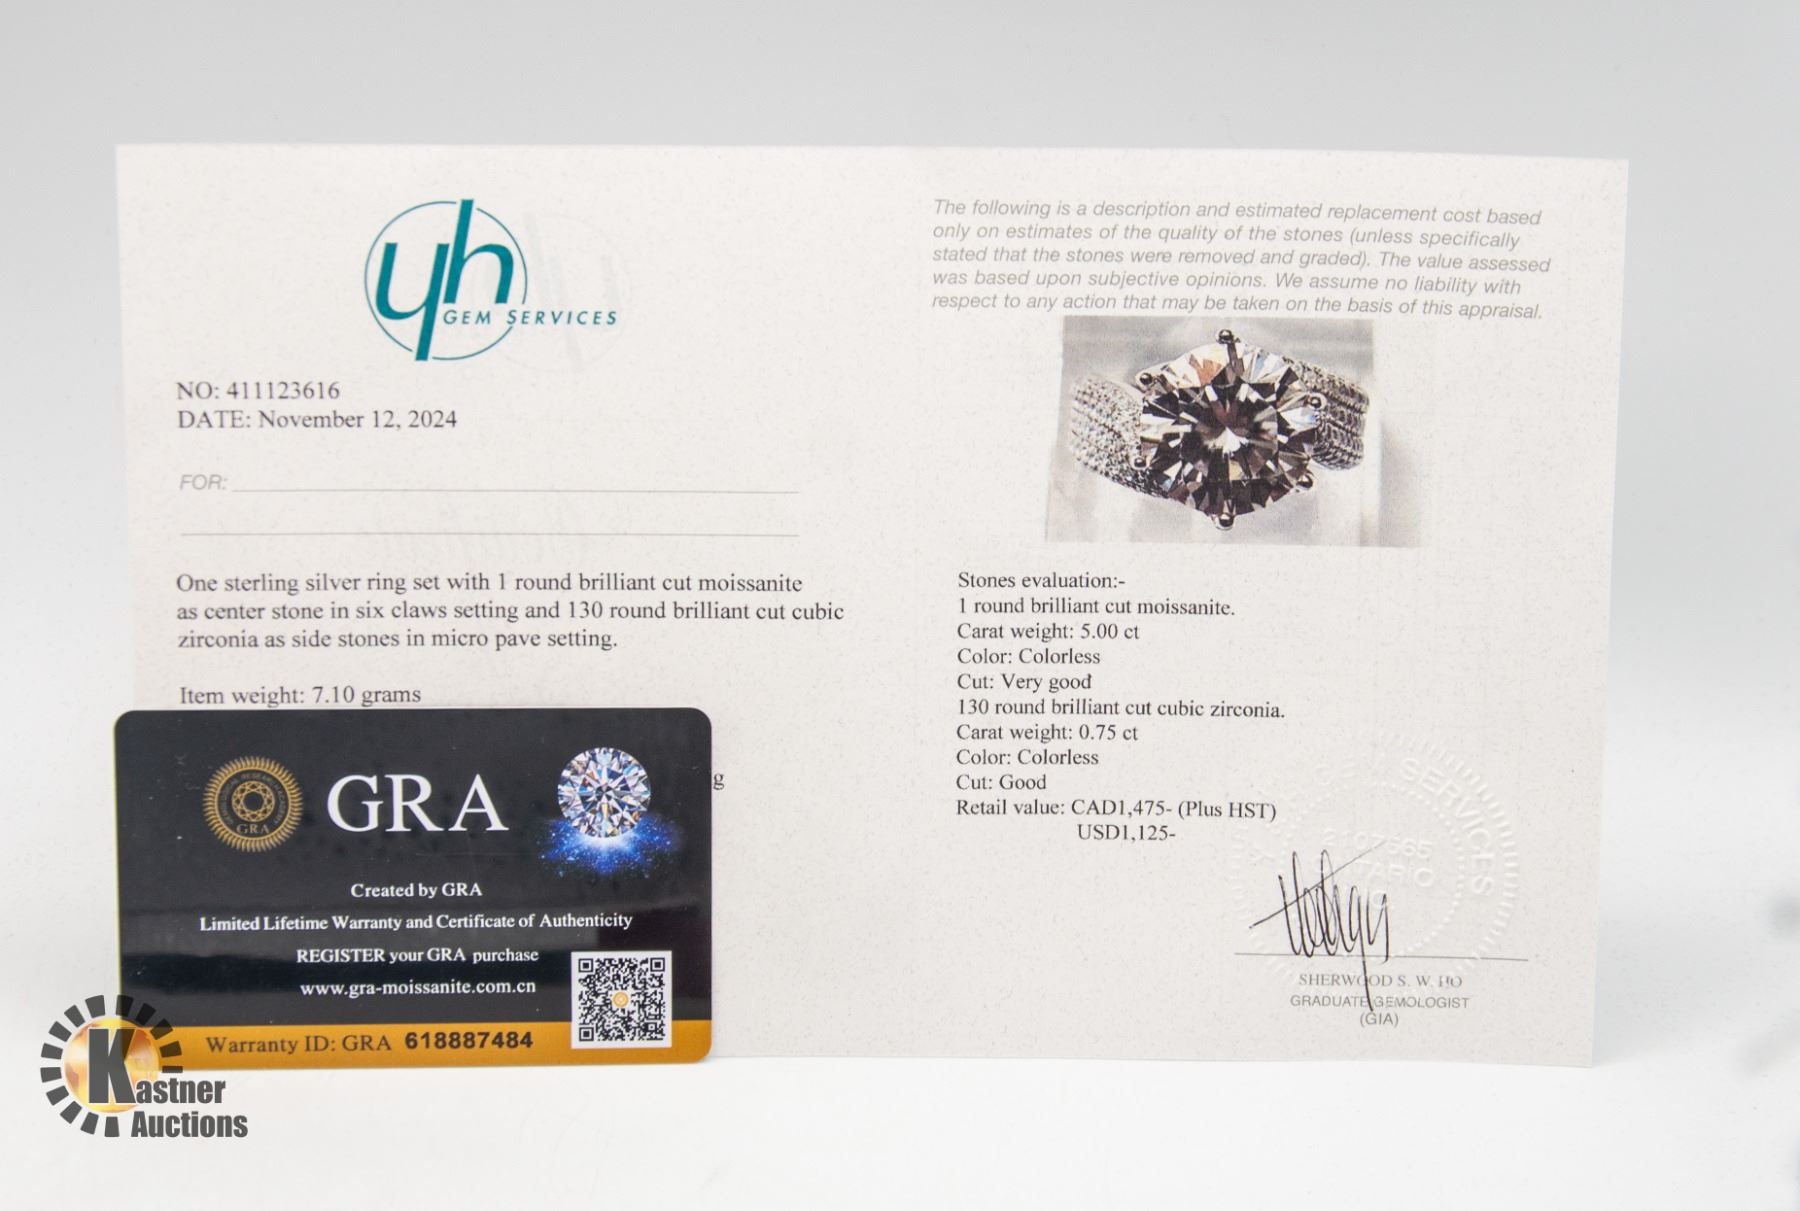 yh
GEM SERVICES
NO: 411123616
DATE: November 12, 2024
FOR:
One sterling silver ring set with 1 round brilliant cut moissanite
as center stone in six claws setting and 130 round brilliant cut cubic
zirconia as side stones in micro pave setting.
Item weight: 7.10 grams
g
The following is a description and estimated replacement cost based
only on estimates of the quality of the stones (unless specifically
stated that the stones were removed and graded). The value assessed
was based upon subjective opinions. We assume no liability with
respect to any action that may be taken on the basis of this appraisal.
Stones evaluation:-
1 round brilliant cut moissanite.
Carat weight: 5.00 ct
Color: Colorless
Cut: Very good
130 round brilliant cut cubic zirconia.
Carat weight: 0.75 ct
Color: Colorless
Cut: Good
Retail value: CAD1,475- (Plus HST)
USD1,125-
SERVICES
SHERWOOD S. W. HO
GRADUATE GEMOLOGIST
(GIA)
GRA
GRA
Created by GRA
Limited Lifetime Warranty and Certificate of Authenticity
REGISTER your GRA purchase
www.gra-moissanite.com.cn
Warranty ID: GRA 618887484
Kastner
Auctions